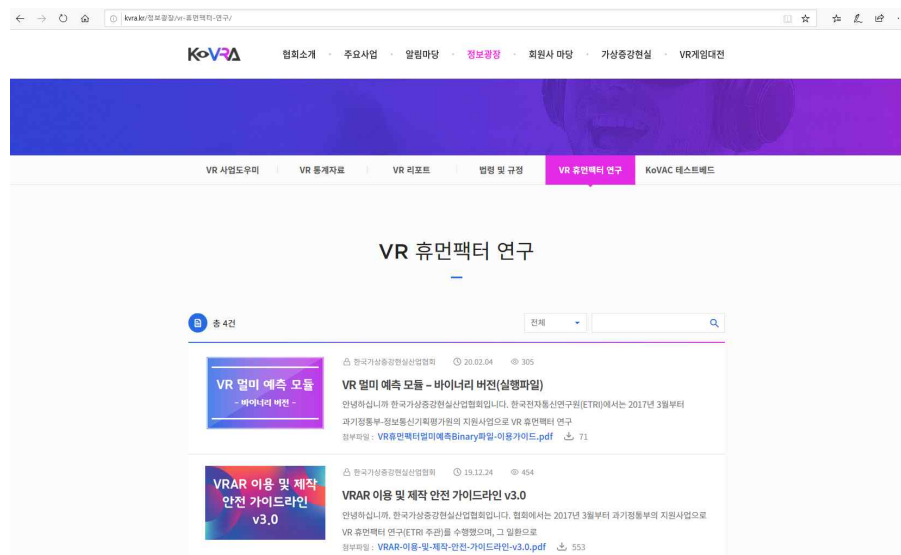 kvra.kr/정보광장/vr-휴먼팩터-연구/
KoVRA
협회소개 · 주요사업 · 알림마당 · 정보광장 · 회원사 마당 · 가상증강현실 · VR게임대전
VR 사업도우미 VR 통계자료 VR 리포트 법령 및 규정 VR 휴먼팩터 연구 KoVAC 테스트베드
VR 휴먼팩터 연구
총 4건 전체
VR 멀미 예측 모듈
- 바이너리 버전 -
한국가상증강현실산업협회 20.02.04 305
VR 멀미 예측 모듈 – 바이너리 버전(실행파일)
안녕하십니까 한국가상증강현실산업협회입니다. 한국전자통신연구원(ETRI)에서는 2017년 3월부터
과기정통부-정보통신기획평가원의 지원사업으로 VR 휴먼팩터 연구
첨부파일 : VR휴먼팩터멀미예측Binary파일-이용가이드.pdf 71
VRAR 이용 및 제작
안전 가이드라인
v3.0
한국가상증강현실산업협회 19.12.24 454
VRAR 이용 및 제작 안전 가이드라인 v3.0
안녕하십니까. 한국가상증강현실산업협회입니다. 협회에서는 2017년 3월부터 과기정통부의 지원사업으로
VR 휴먼팩터 연구(ETRI 주관)를 수행했으며, 그 일환으로
첨부파일 : VRAR-이용-및-제작-안전-가이드라인-v3.0.pdf 553